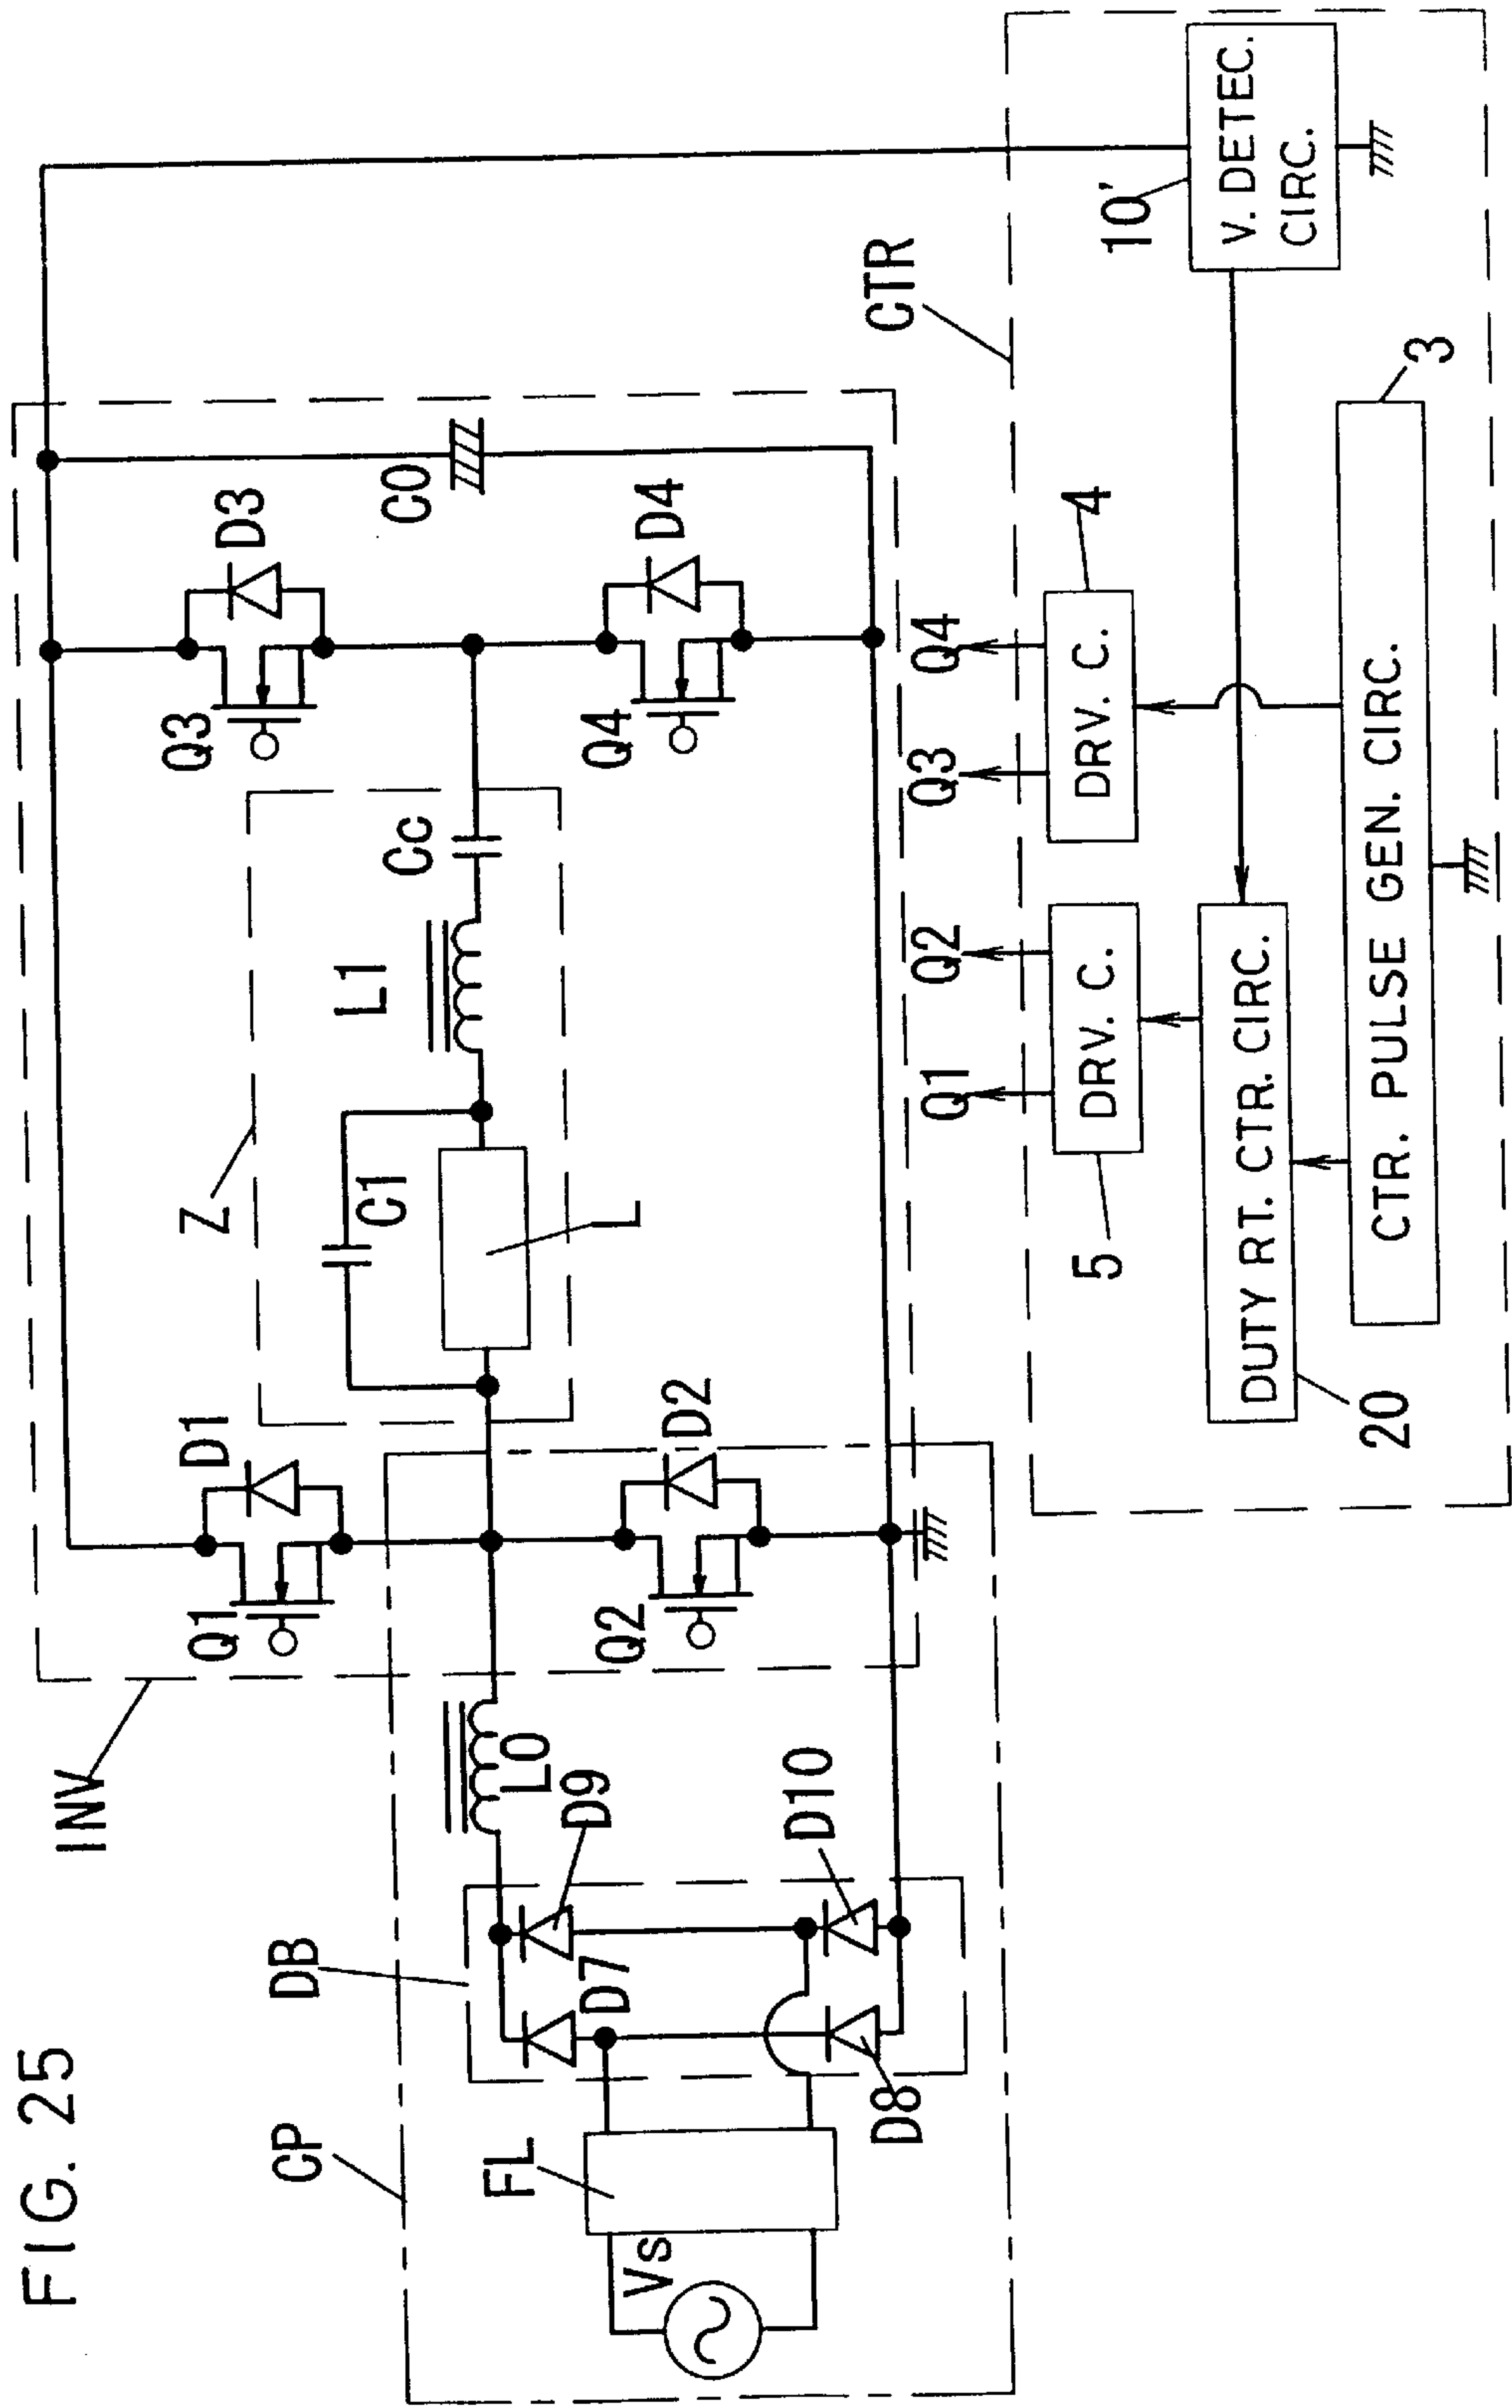 FIG. 25
INV
CP
DB
FL
Vs
D7
D8
D9
D10
L0
Q1
D1
Q2
D2
Z
C1
L
L1
Cc
Q3
D3
Q4
D4
C0
CTR
Q1
Q2
Q3
Q4
5
DRV. C.
DRV. C.
4
10'
V. DETEC.
CIRC.
20
DUTY RT. CTR. CIRC.
CTR. PULSE GEN. CIRC.
3